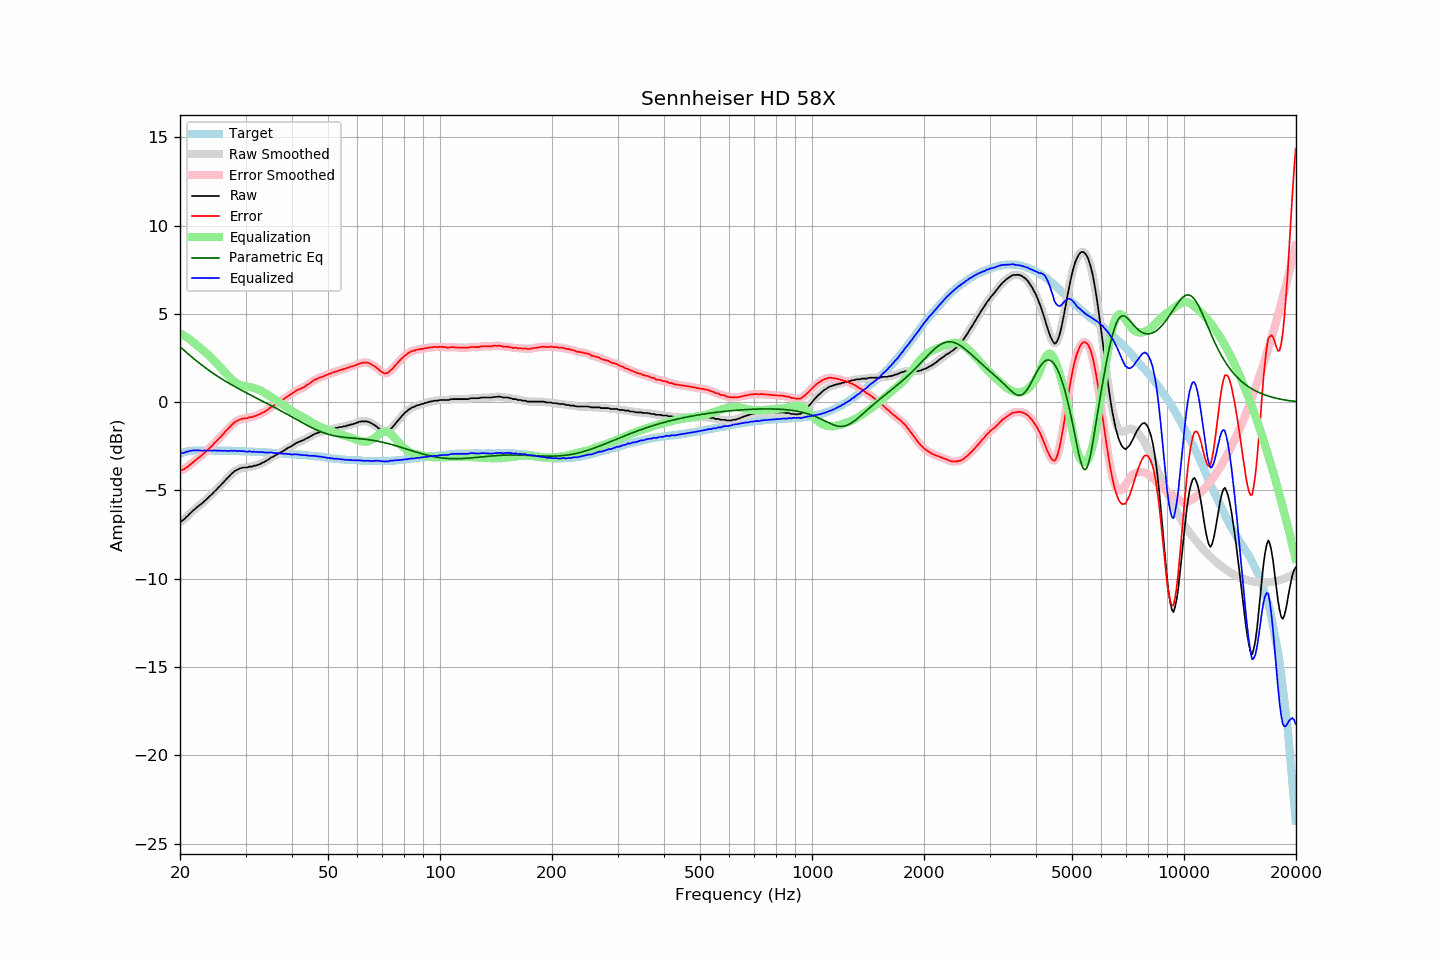 Sennheiser HD 58X
Target
Raw Smoothed
Error Smoothed
Raw
Error
Equalization
Parametric Eq
Equalized
Amplitude (dBr)
15
10
5
0
−5
−10
−15
−20
−25
20 50 100 200 500 1000 2000 5000 10000 20000
Frequency (Hz)